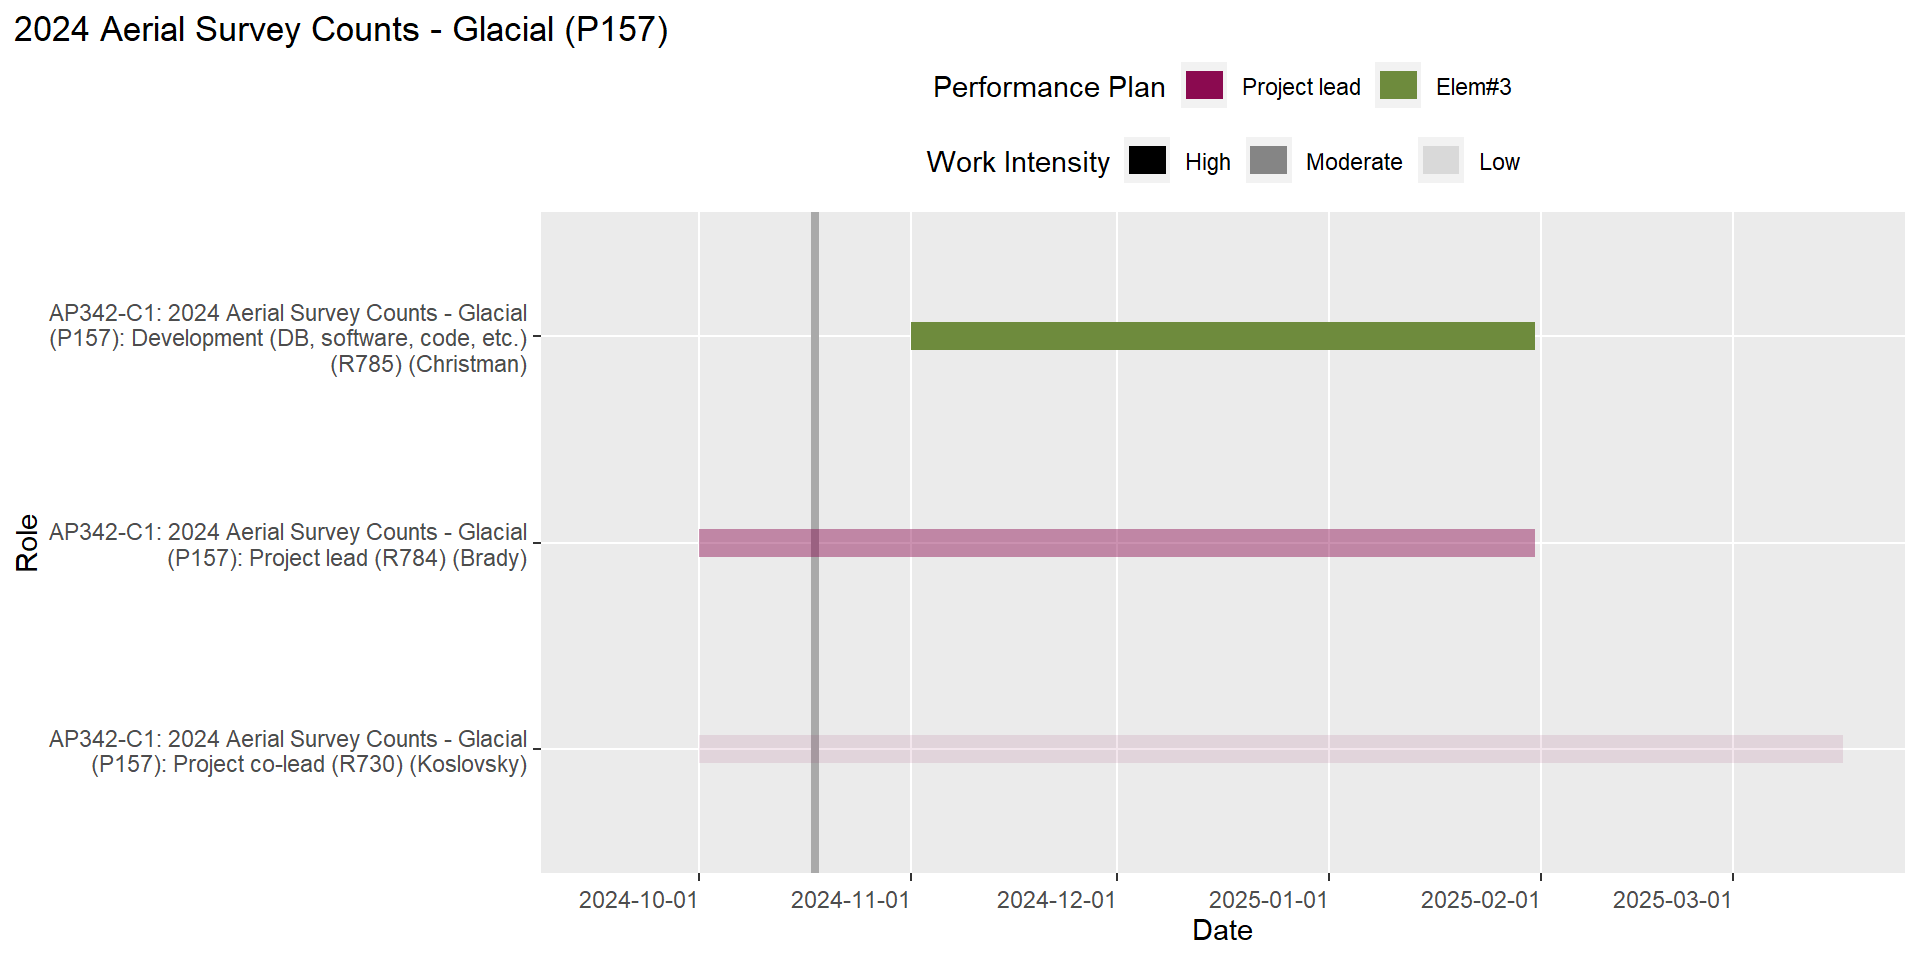 2024 Aerial Survey Counts - Glacial (P157)
Performance Plan Project lead Elem#3
Work Intensity High Moderate Low
AP342-C1: 2024 Aerial Survey Counts - Glacial
(P157): Development (DB, software, code, etc.)
(R785) (Christman)
Role
AP342-C1: 2024 Aerial Survey Counts - Glacial
(P157): Project lead (R784) (Brady)
AP342-C1: 2024 Aerial Survey Counts - Glacial
(P157): Project co-lead (R730) (Koslovsky)
2024-10-01 2024-11-01 2024-12-01 2025-01-01 2025-02-01 2025-03-01
Date